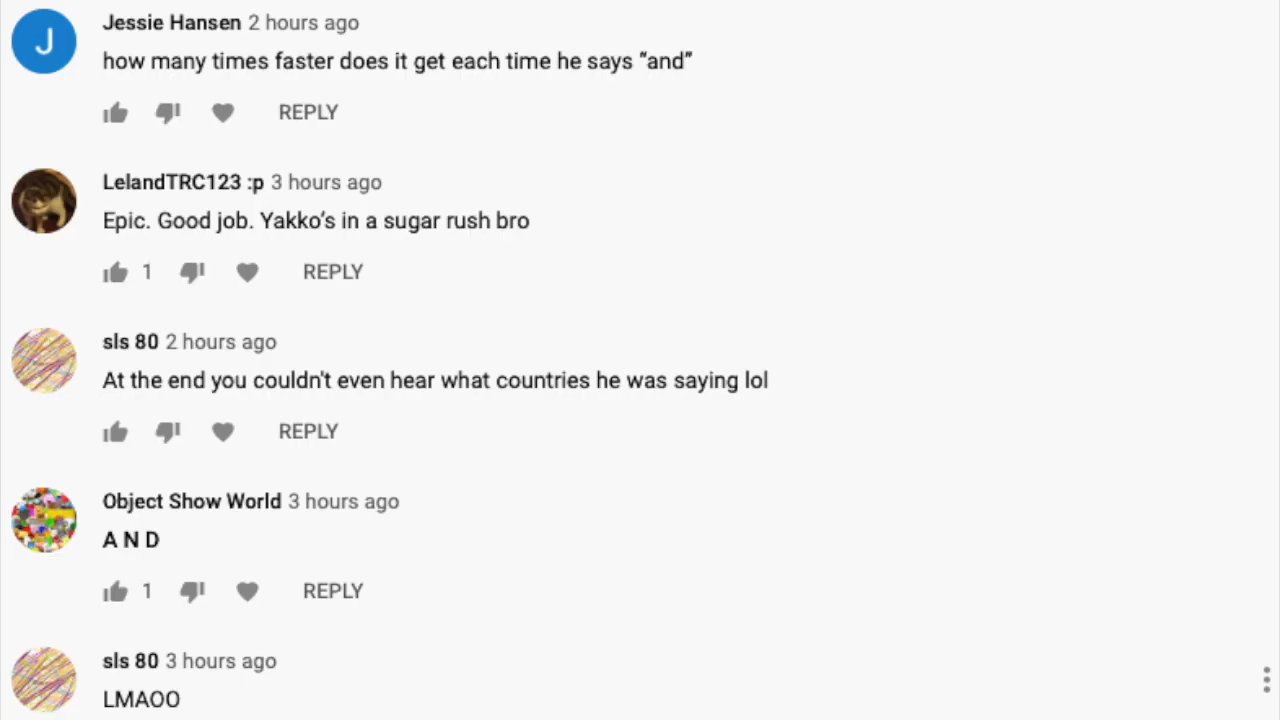 J
Jessie Hansen 2 hours ago
how many times faster does it get each time he says “and”
REPLY
LelandTRC123 :p 3 hours ago
Epic. Good job. Yakko’s in a sugar rush bro
1 REPLY
sls 80 2 hours ago
At the end you couldn't even hear what countries he was saying lol
REPLY
Object Show World 3 hours ago
A N D
1 REPLY
sls 80 3 hours ago
LMAOO